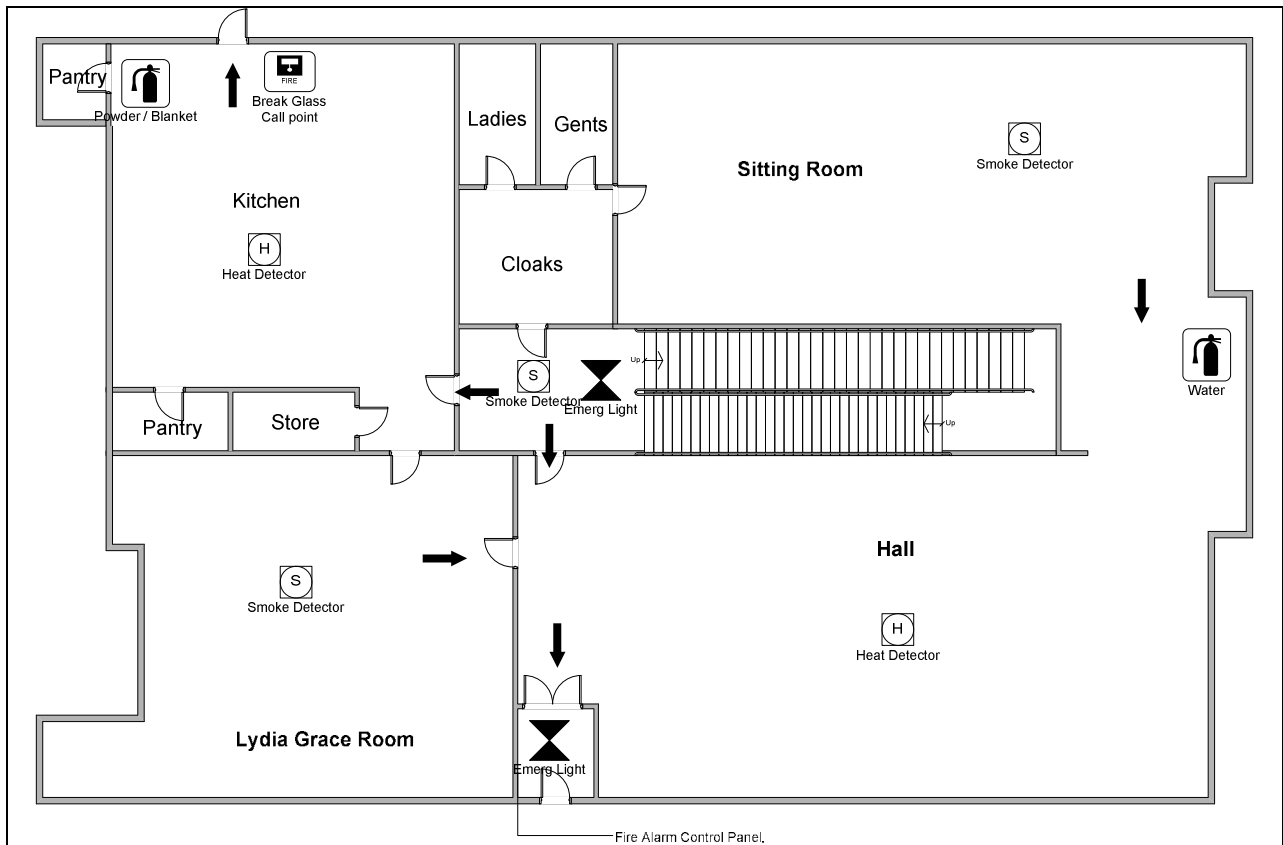 Pantry
Powder / Blanket
FIRE
Break Glass
Call point
Ladies
Gents
Sitting Room
S
Smoke Detector
Kitchen
H
Heat Detector
Cloaks
Up
S
Smoke Detector
Emerg Light
Water
Up
Pantry
Store
Hall
S
Smoke Detector
H
Heat Detector
Lydia Grace Room
Emerg Light
Fire Alarm Control Panel.